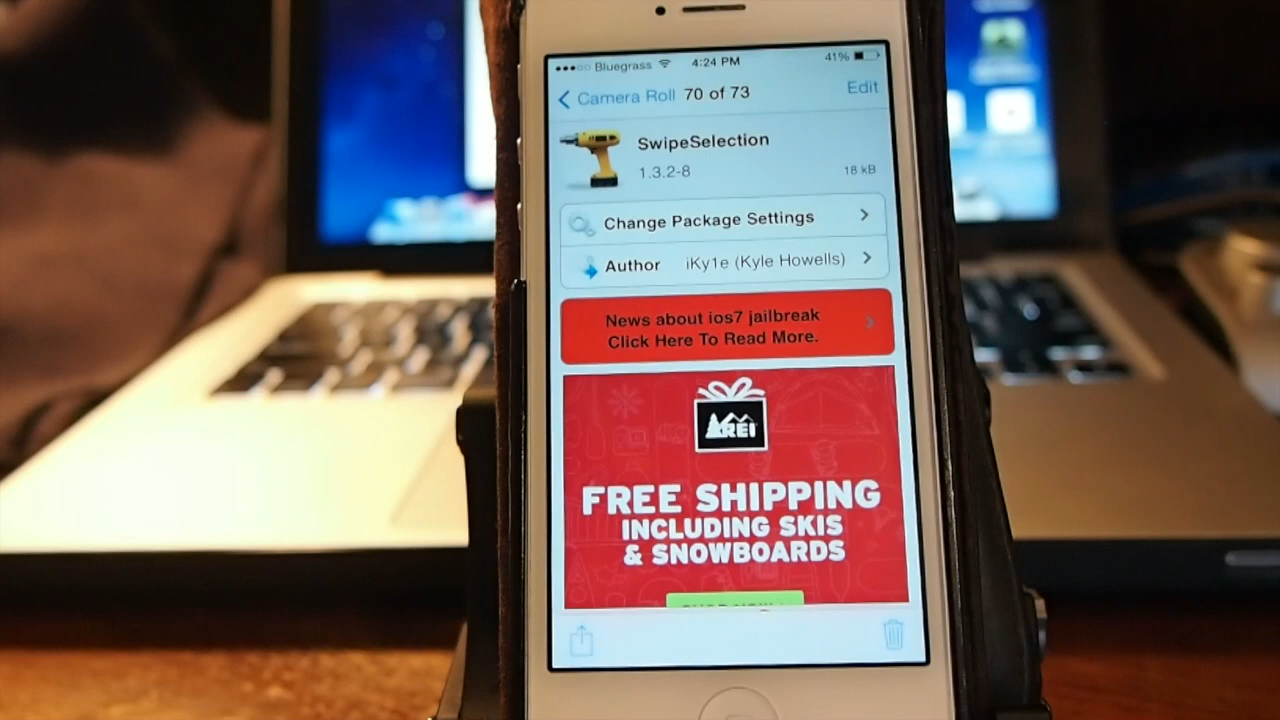 Bluegrass 4:24 PM 41%
Camera Roll 70 of 73 Edit
SwipeSelection
1.3.2-8 18 kB
Change Package Settings
Author iKy1e (Kyle Howells)
News about ios7 jailbreak
Click Here To Read More.
REI
FREE SHIPPING
INCLUDING SKIS
& SNOWBOARDS